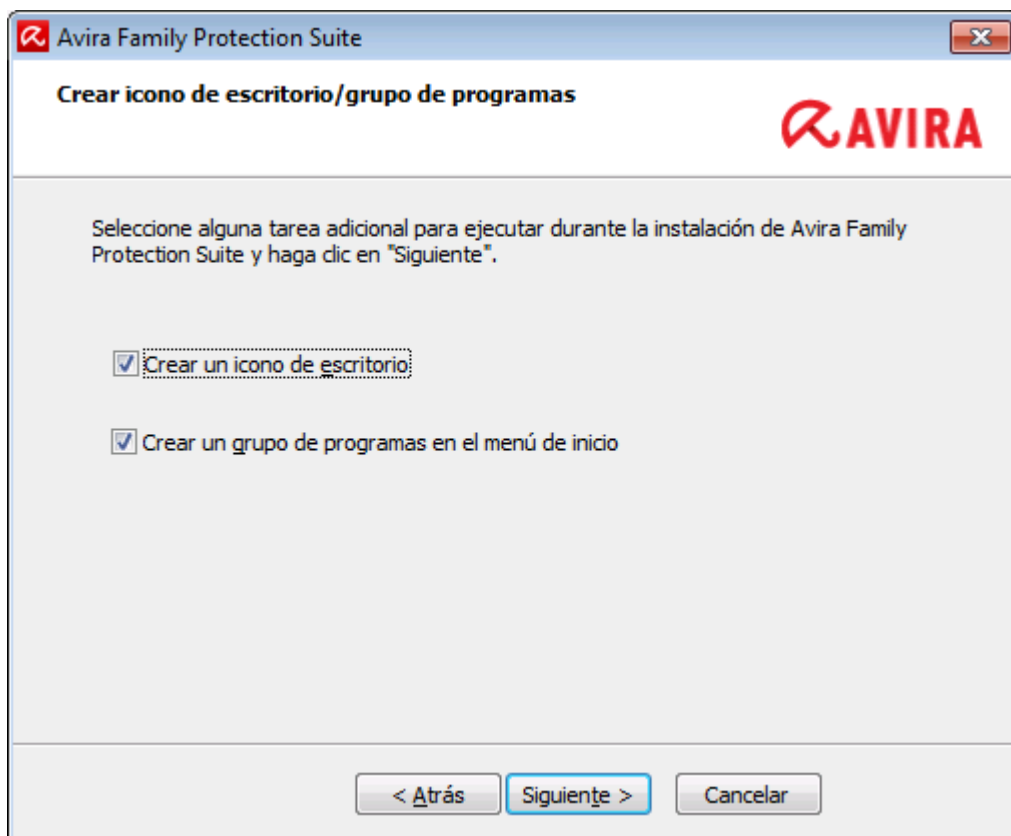 Avira Family Protection Suite
Crear icono de escritorio/grupo de programas
AVIRA
Seleccione alguna tarea adicional para ejecutar durante la instalación de Avira Family
Protection Suite y haga clic en "Siguiente".
Crear un icono de escritorio
Crear un grupo de programas en el menú de inicio
< Atrás Siguiente > Cancelar